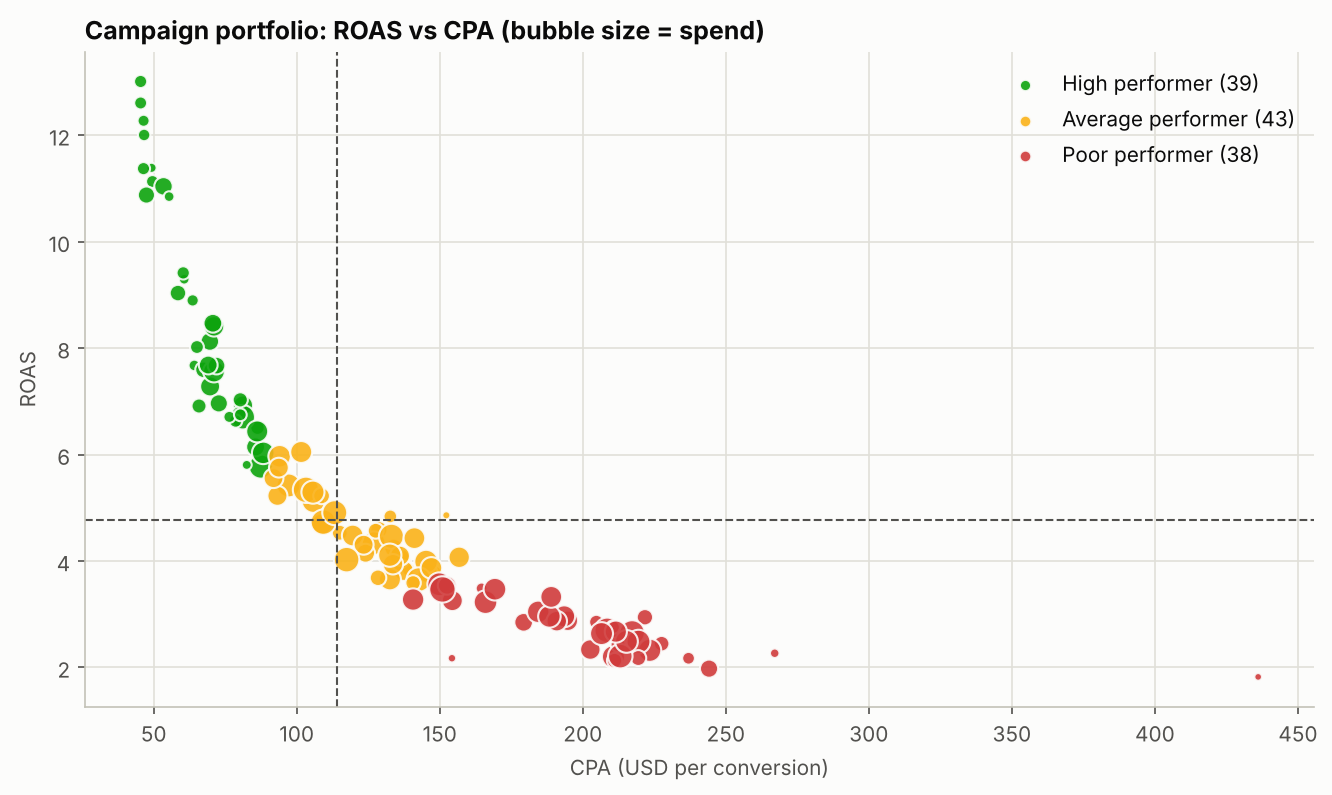 Campaign portfolio: ROAS vs CPA (bubble size = spend)
High performer (39)
Average performer (43)
Poor performer (38)
ROAS
12
10
8
6
4
2
50
100
150
200
250
300
350
400
450
CPA (USD per conversion)